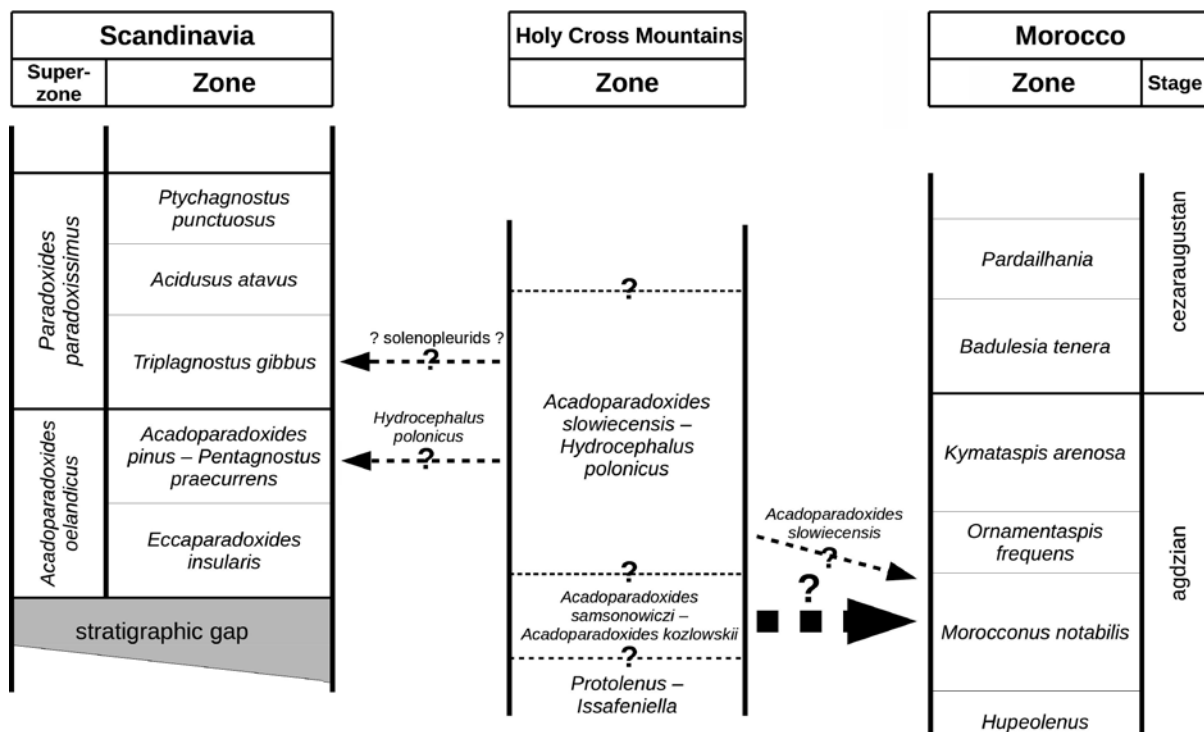 Scandinavia
Super-
zone
Zone
Paradoxides
paradoxissimus
Ptychagnostus
punctuosus
Acidusus atavus
Triplagnostus gibbus
Acadoparadoxides
oelandicus
Acadoparadoxides
pinus – Pentagnostus
praecurrens
Eccaparadoxides
insularis
stratigraphic gap
? solenopleurids ?
?
Hydrocephalus
polonicus
?
Holy Cross Mountains
Zone
?
Acadoparadoxides
slowiecensis –
Hydrocephalus
polonicus
?
Acadoparadoxides
samsonowiczi –
Acadoparadoxides kozlowskii
?
Protolenus –
Issafeniella
Acadoparadoxides
slowiecensis
?
?
Morocco
Zone
Stage
Pardailhania
Badulesia tenera
cezaraugustan
Kymataspis arenosa
Ornamentaspis
frequens
Morocconus notabilis
Hupeolenus
agdzian